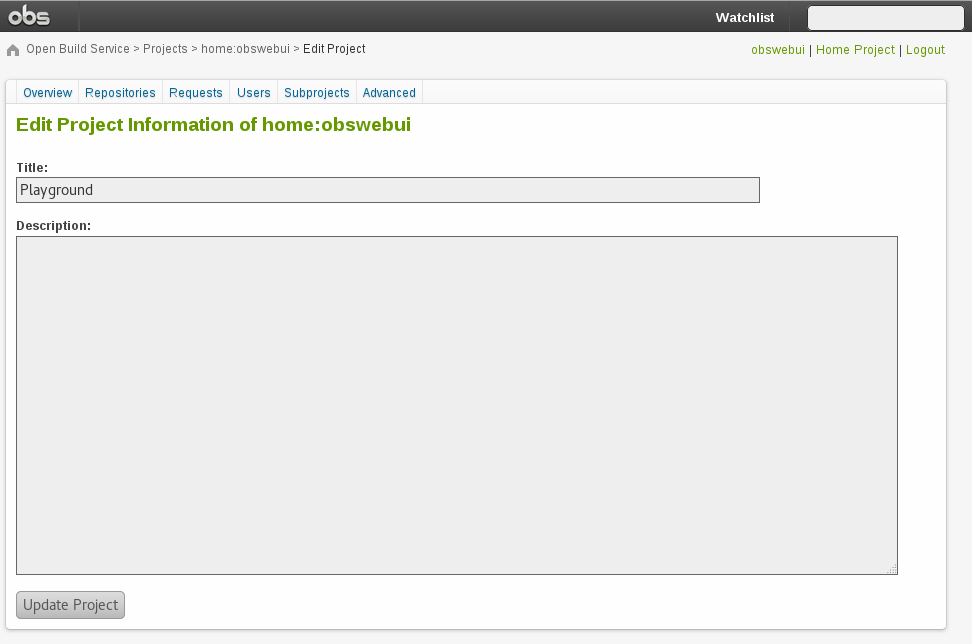 obs Watchlist
Open Build Service > Projects > home:obswebui > Edit Project
obswebui | Home Project | Logout
Overview Repositories Requests Users Subprojects Advanced
Edit Project Information of home:obswebui
Title:
Playground
Description:
Update Project